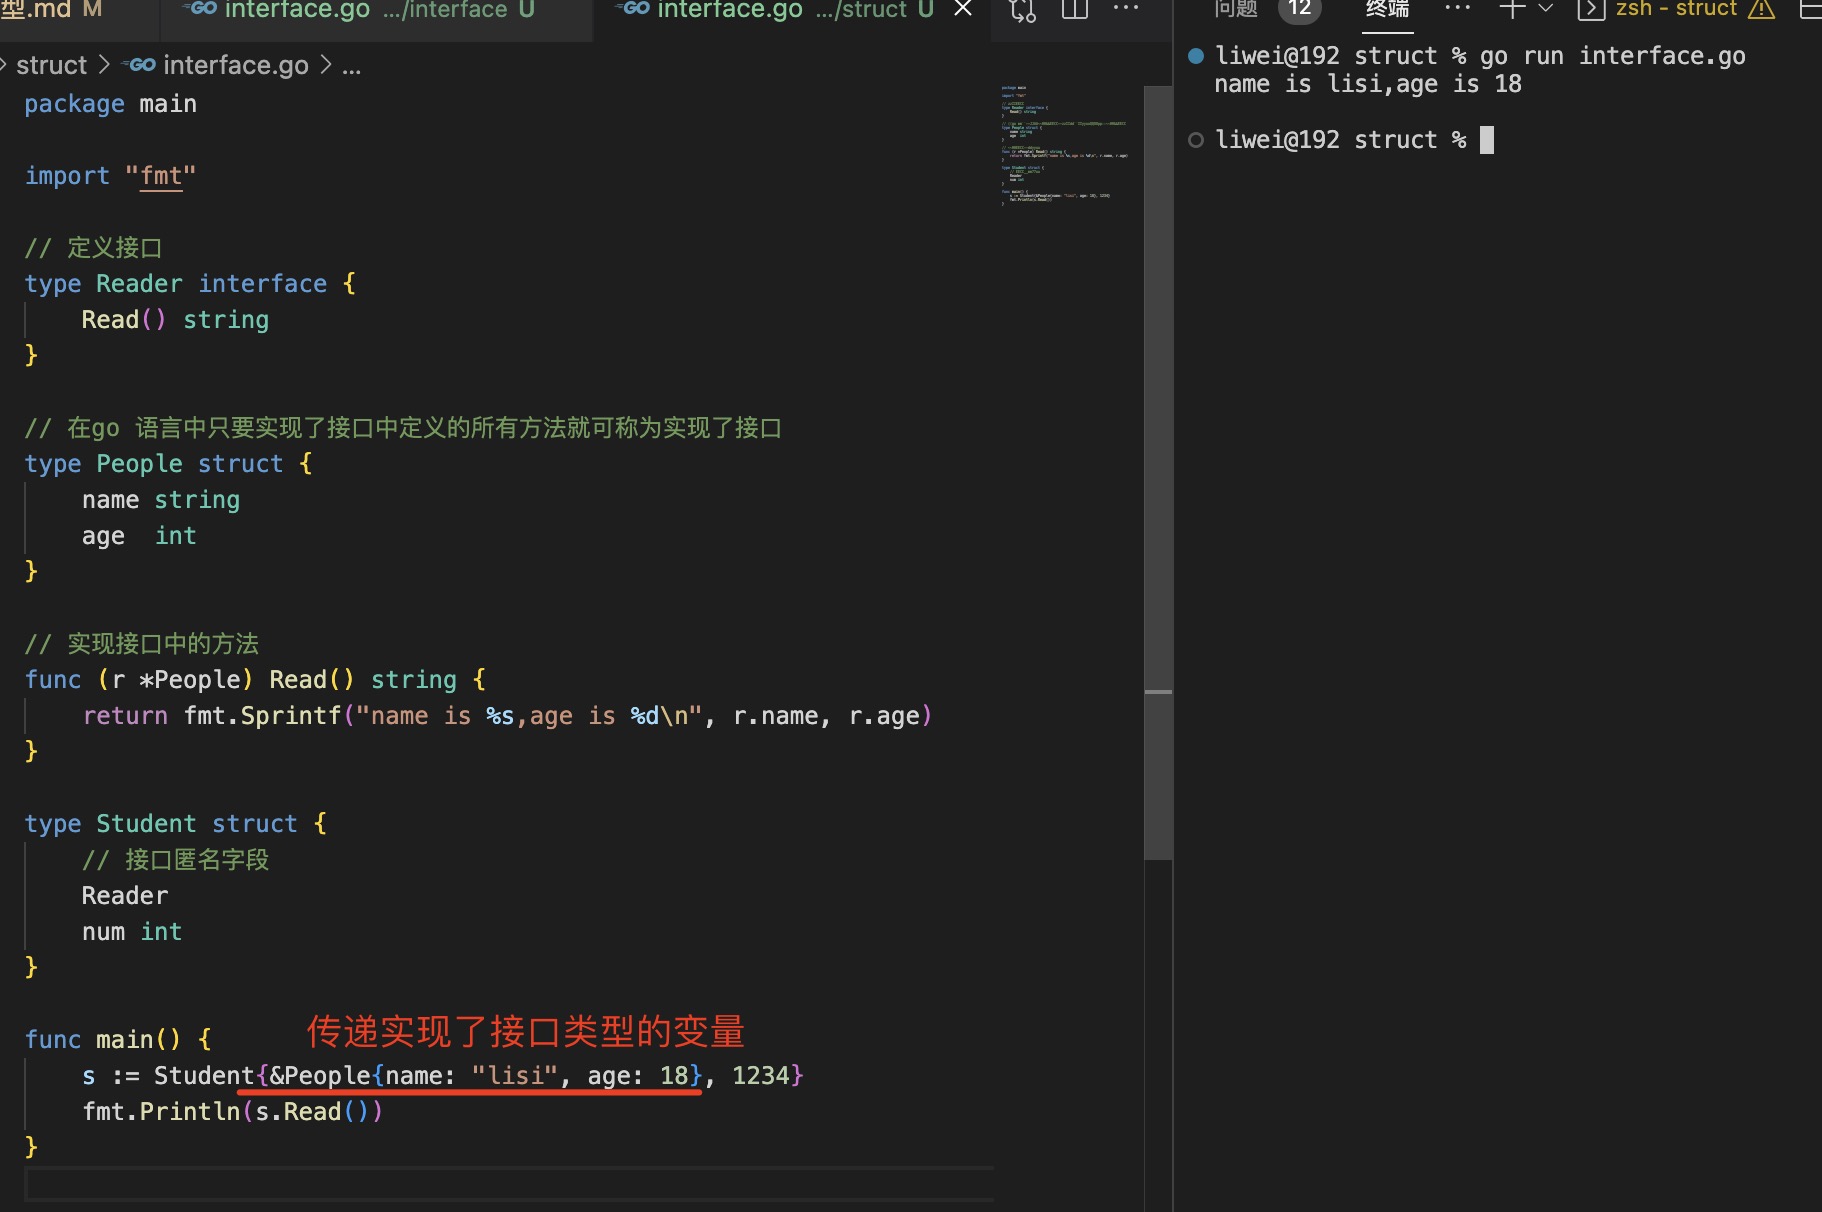 型.md M
GO interface.go .../interface U
GO interface.go .../struct U
struct > GO interface.go > ...
package main
import "fmt"
// 定义接口
type Reader interface {
Read() string
}
// 在go 语言中只要实现了接口中定义的所有方法就可称为实现了接口
type People struct {
name string
age  int
}
// 实现接口中的方法
func (r *People) Read() string {
return fmt.Sprintf("name is %s,age is %d\n", r.name, r.age)
}
type Student struct {
// 接口匿名字段
Reader
num int
}
func main() {
传递实现了接口类型的变量
s := Student{&People{name: "lisi", age: 18}, 1234}
fmt.Println(s.Read())
}
问题 12 终端 ... zsh - struct
liwei@192 struct % go run interface.go
name is lisi,age is 18
liwei@192 struct %